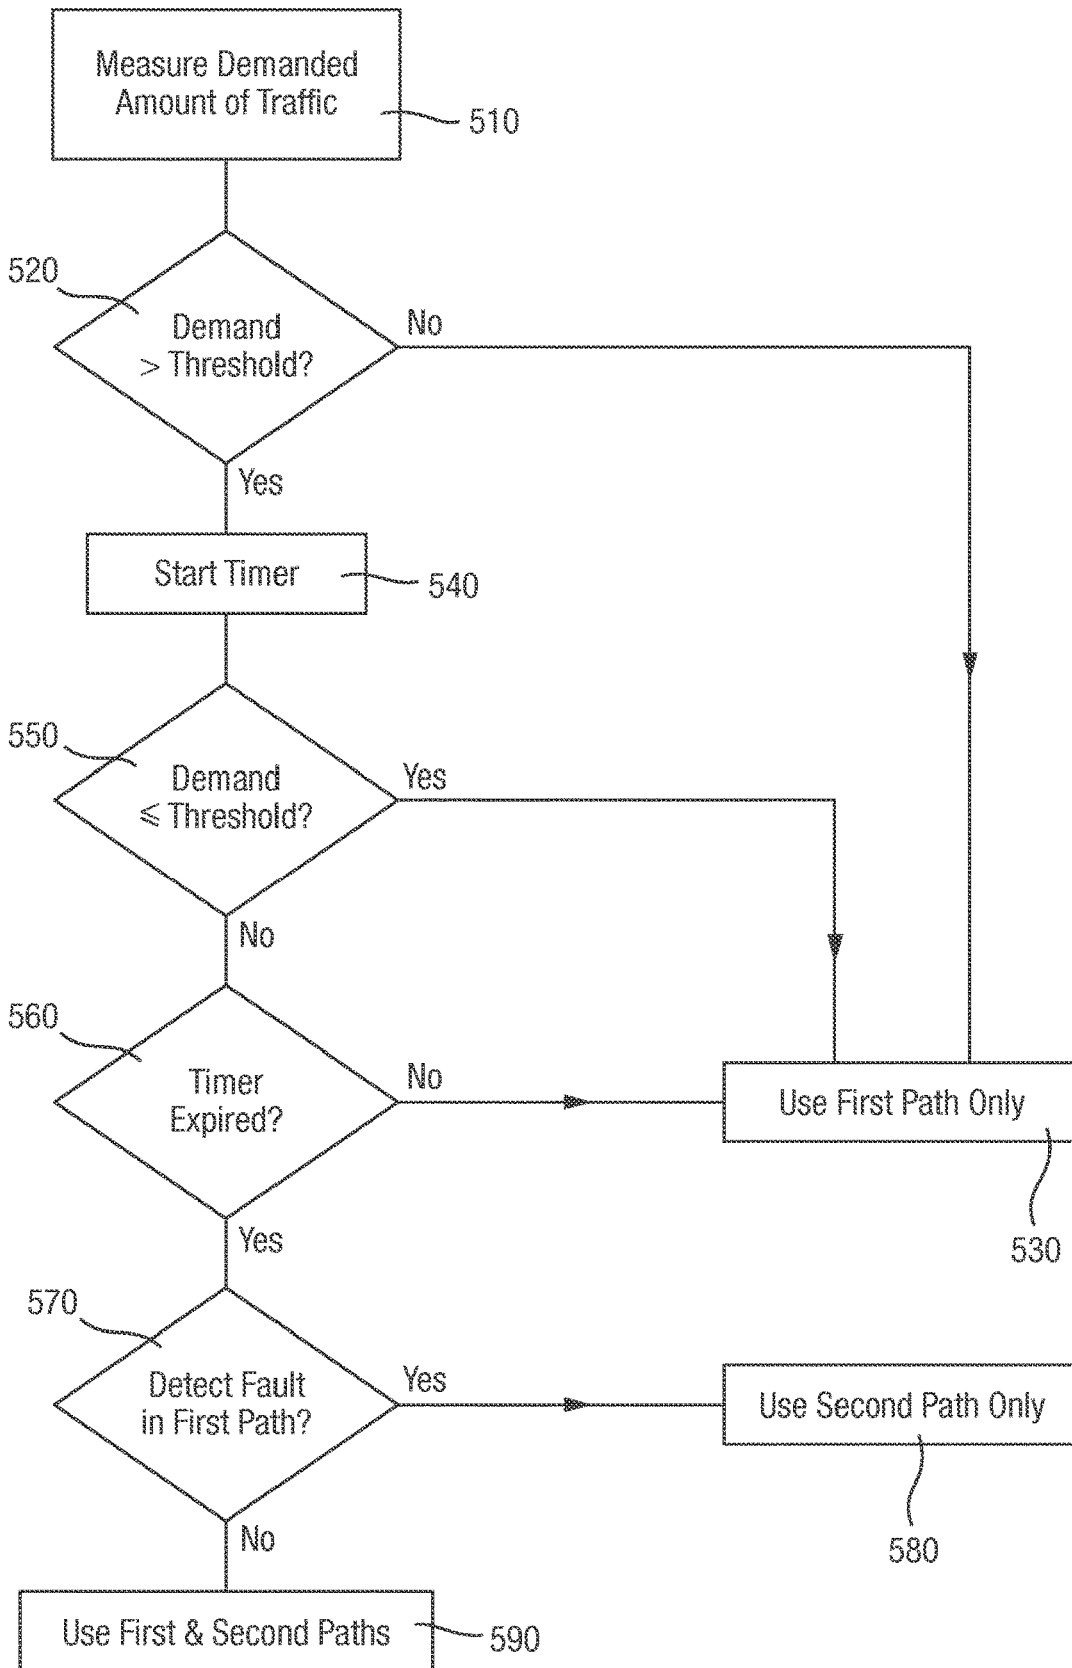 Measure Demanded
Amount of Traffic
510
520
Demand
> Threshold?
No
Yes
Start Timer
540
550
Demand
⩽ Threshold?
Yes
No
560
Timer
Expired?
No
Use First Path Only
530
Yes
570
Detect Fault
in First Path?
Yes
Use Second Path Only
580
No
Use First & Second Paths
590